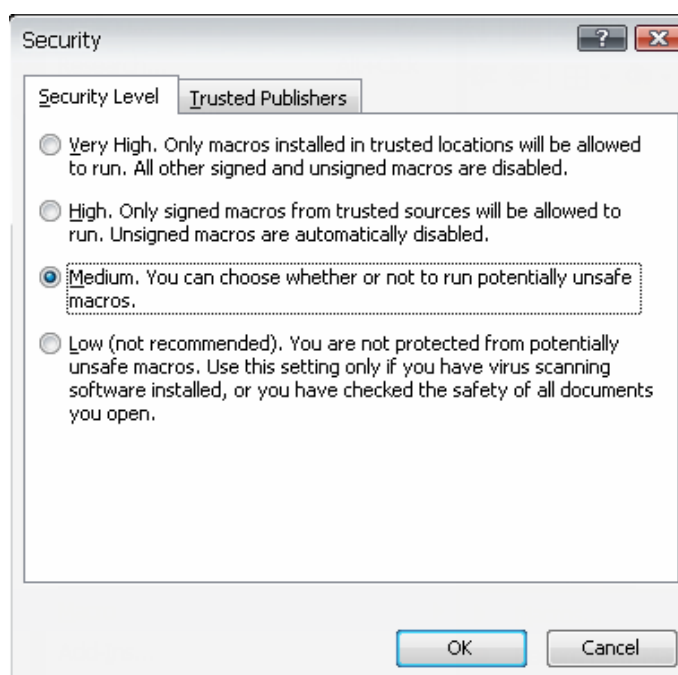 Security
?
Security Level
Trusted Publishers
Very High. Only macros installed in trusted locations will be allowed
to run. All other signed and unsigned macros are disabled.
High. Only signed macros from trusted sources will be allowed to
run. Unsigned macros are automatically disabled.
Medium. You can choose whether or not to run potentially unsafe
macros.
Low (not recommended). You are not protected from potentially
unsafe macros. Use this setting only if you have virus scanning
software installed, or you have checked the safety of all documents
you open.
OK
Cancel